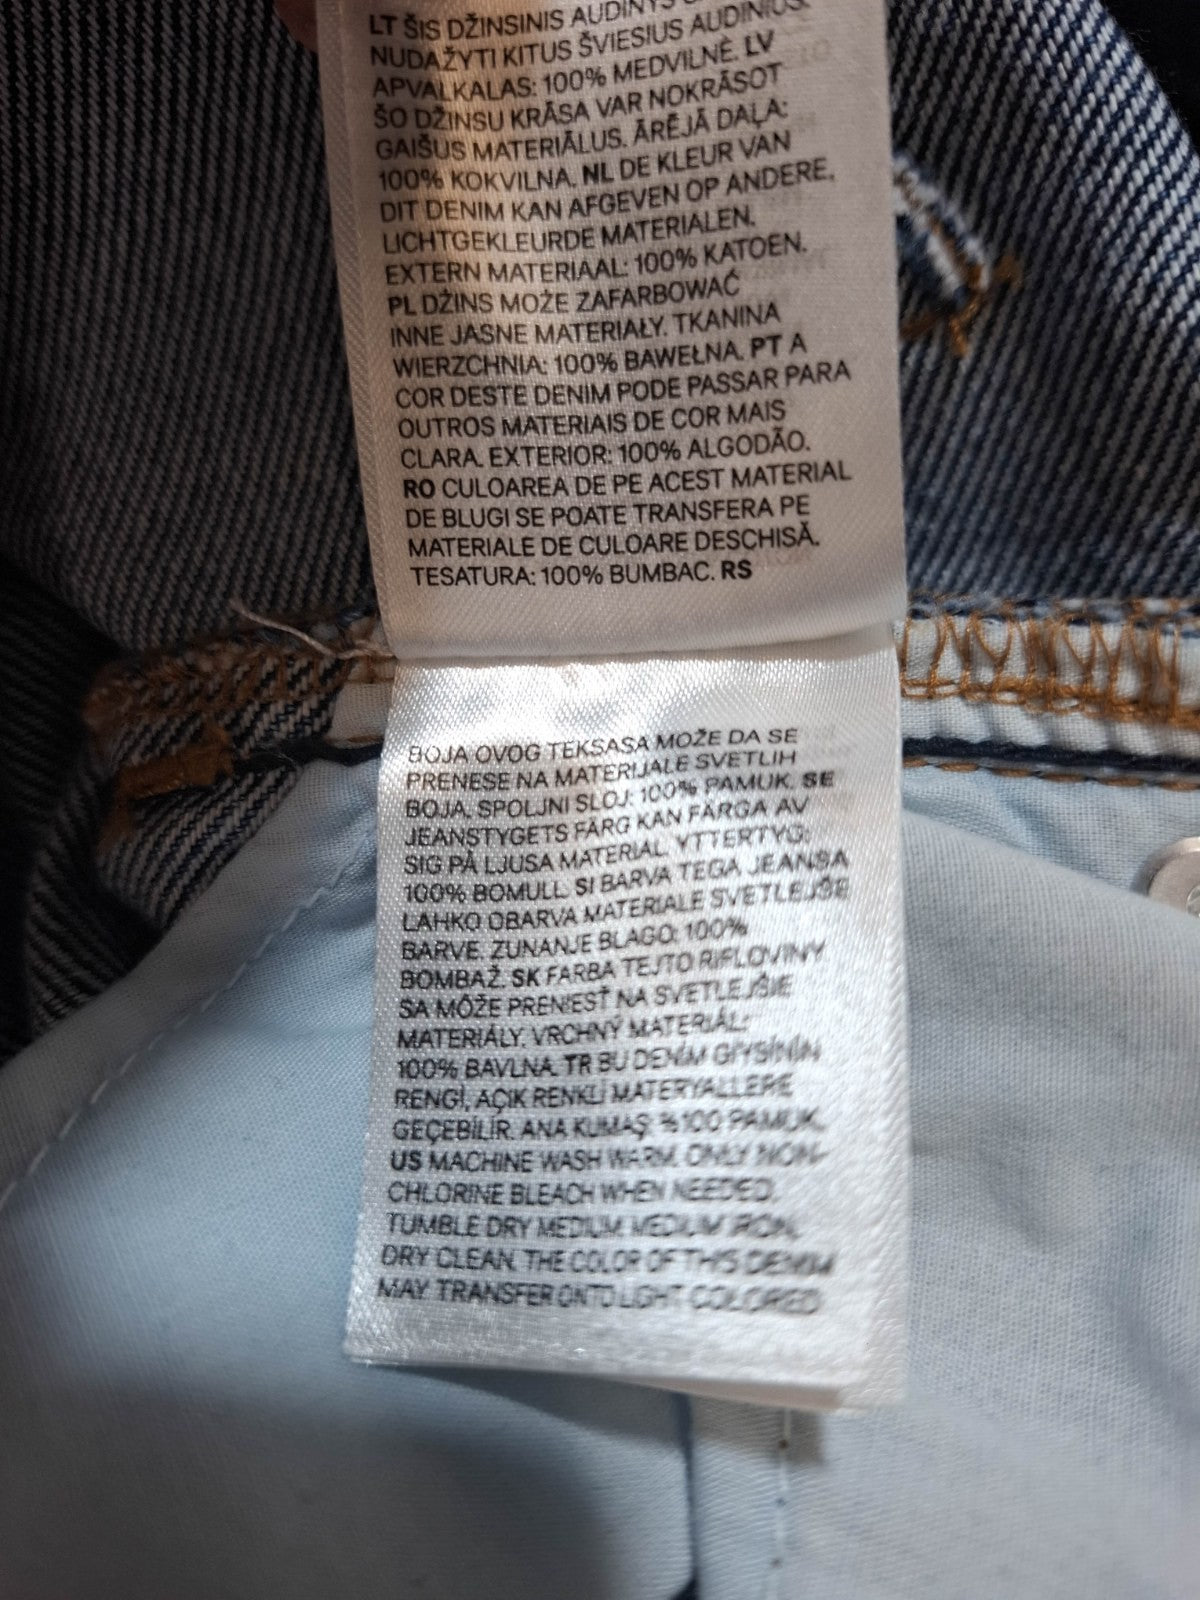 LT ŠIS DŽINSINIS AUDINYS
NUDAŽYTI KITUS ŠVIESIUS AUDINIUS.
APVALKALAS: 100% MEDVILNĖ. LV
ŠO DŽINSU KRĀSA VAR NOKRĀSOT
GAIŠUS MATERIĀLUS. ĀRĒJĀ DAĻA:
100% KOKVILNA. NL DE KLEUR VAN
DIT DENIM KAN AFGEVEN OP ANDERE,
LICHTGEKLEURDE MATERIALEN.
EXTERN MATERIAAL: 100% KATOEN.
PL DŻINS MOŻE ZAFARBOWAĆ
INNE JASNE MATERIAŁY. TKANINA
WIERZCHNIA: 100% BAWEŁNA. PT A
COR DESTE DENIM PODE PASSAR PARA
OUTROS MATERIAIS DE COR MAIS
CLARA. EXTERIOR: 100% ALGODÃO.
RO CULOAREA DE PE ACEST MATERIAL
DE BLUGI SE POATE TRANSFERA PE
MATERIALE DE CULOARE DESCHISĂ.
TESATURA: 100% BUMBAC. RS
BOJA OVOG TEKSASA MOŽE DA SE
PRENESE NA MATERIJALE SVETLIH
BOJA. SPOLJNI SLOJ: 100% PAMUK. SE
JEANSTYGETS FÄRG KAN FÄRGA AV
SIG PÅ LJUSA MATERIAL. YTTERTYG:
100% BOMULL. SI BARVA TEGA JEANSA
LAHKO OBARVA MATERIALE SVETLEJŠE
BARVE. ZUNANJE BLAGO: 100%
BOMBAŽ. SK FARBA TEJTO RIFĽOVINY
SA MÔŽE PRENIESŤ NA SVETLEJŠIE
MATERIÁLY. VRCHNÝ MATERIÁL:
100% BAVLNA. TR BU DENİM GİYSİNİN
RENGİ, AÇIK RENKLİ MATERYALLERE
GEÇEBİLİR. ANA KUMAŞ: %100 PAMUK.
US MACHINE WASH WARM. ONLY NON-
CHLORINE BLEACH WHEN NEEDED.
TUMBLE DRY MEDIUM. MEDIUM IRON.
DRY CLEAN. THE COLOR OF THIS DENIM
MAY TRANSFER ONTO LIGHT COLORED